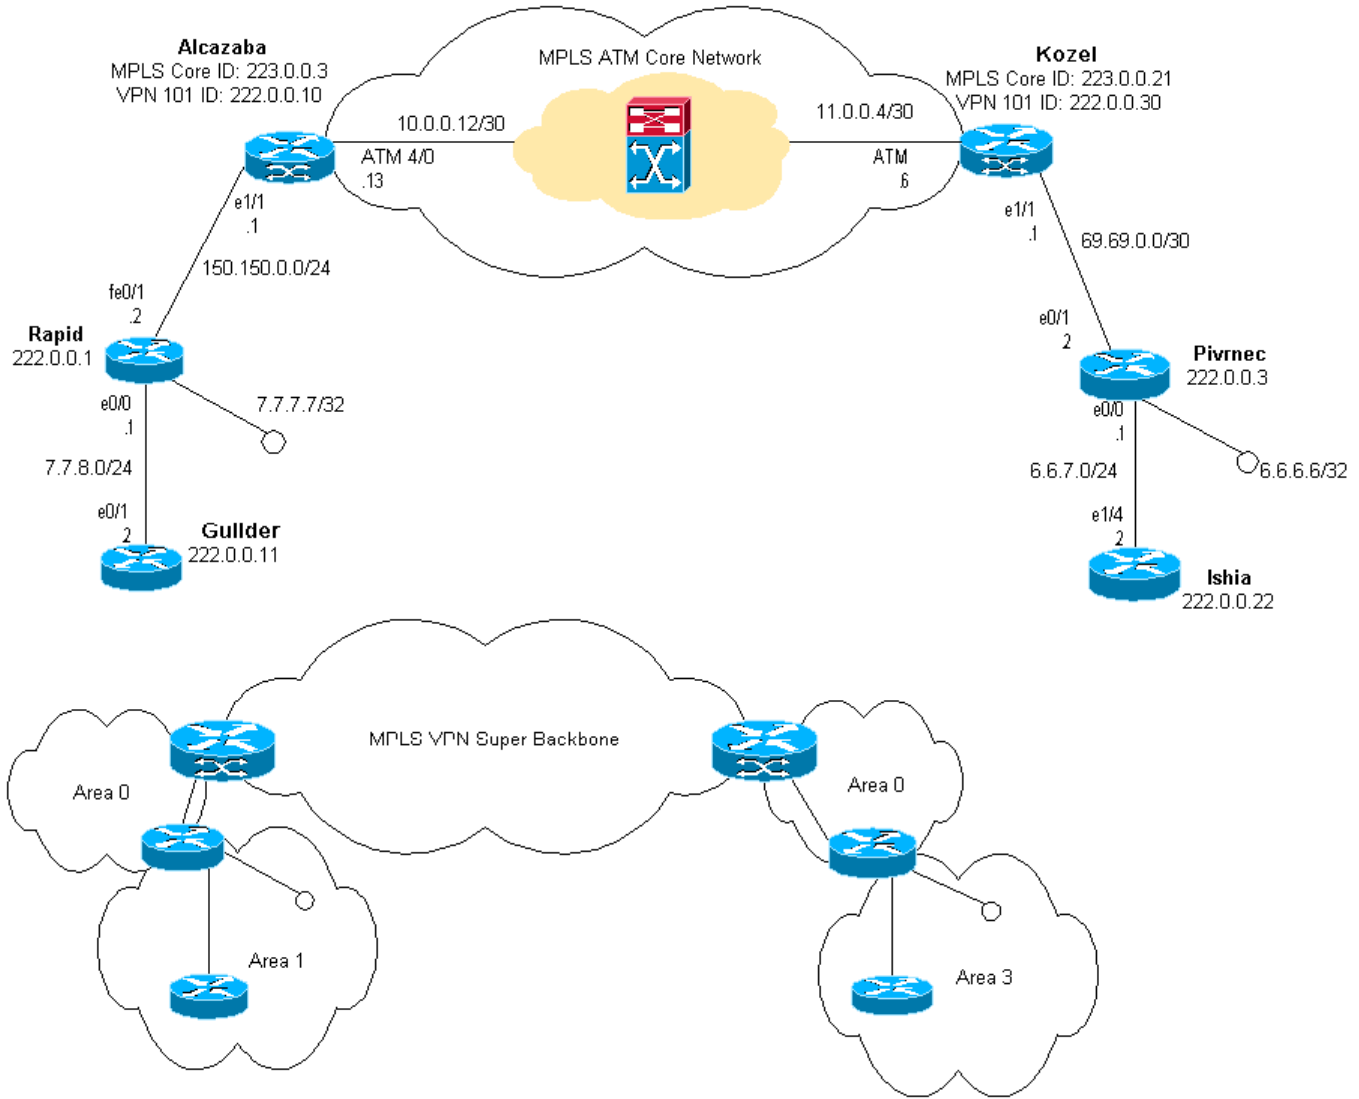 Alcazaba
MPLS Core ID: 223.0.0.3
VPN 101 ID: 222.0.0.10
MPLS ATM Core Network
Kozel
MPLS Core ID: 223.0.0.21
VPN 101 ID: 222.0.0.30
10.0.0.12/30
11.0.0.4/30
ATM 4/0
.13
ATM
.6
e1/1
.1
e1/1
.1
150.150.0.0/24
69.69.0.0/30
fe0/1
.2
e0/1
2
Rapid
222.0.0.1
Pivrnec
222.0.0.3
e0/0
.1
7.7.7.7/32
e0/0
.1
7.7.8.0/24
6.6.7.0/24
6.6.6.6/32
e0/1
2
Guilder
222.0.0.11
e1/4
2
Ishia
222.0.0.22
MPLS VPN Super Backbone
Area 0
Area 0
Area 1
Area 3